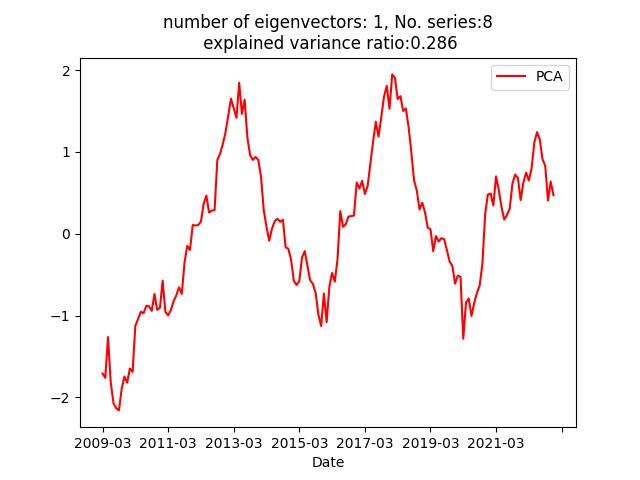 number of eigenvectors: 1, No. series:8
explained variance ratio:0.286
PCA
2
1
0
−1
−2
2009-03 2011-03 2013-03 2015-03 2017-03 2019-03 2021-03
Date